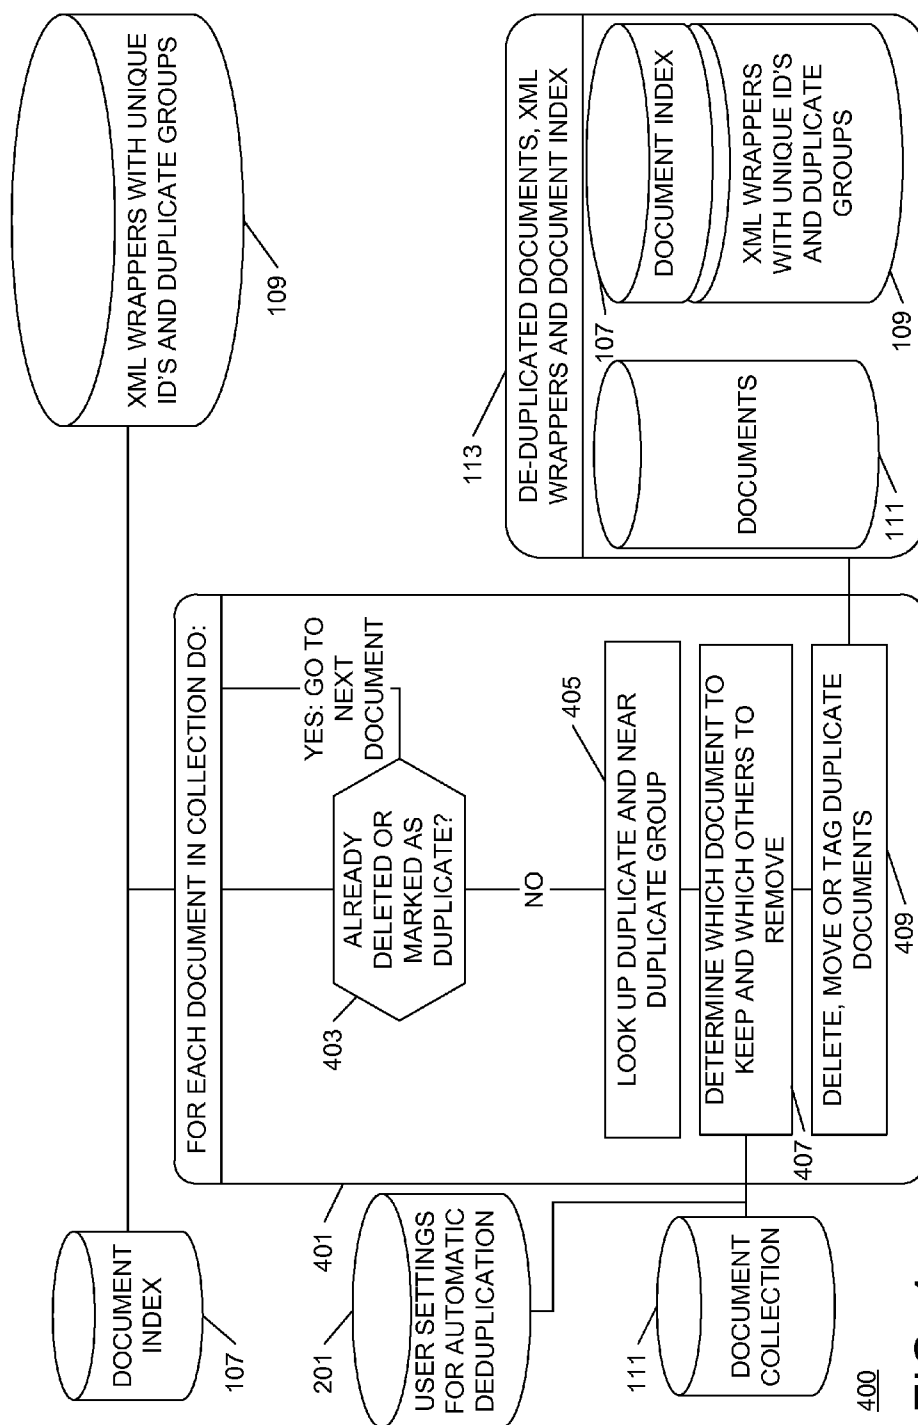 DOCUMENT
INDEX
107
XML WRAPPERS WITH UNIQUE
ID'S AND DUPLICATE GROUPS
109
FOR EACH DOCUMENT IN COLLECTION DO:
401
YES: GO TO
NEXT
DOCUMENT
ALREADY
DELETED OR
MARKED AS
DUPLICATE?
403
NO
201
USER SETTINGS
FOR AUTOMATIC
DEDUPLICATION
405
LOOK UP DUPLICATE AND NEAR
DUPLICATE GROUP
DETERMINE WHICH DOCUMENT TO
KEEP AND WHICH OTHERS TO
REMOVE
407
DELETE, MOVE OR TAG DUPLICATE
DOCUMENTS
409
111
DOCUMENT
COLLECTION
113
DE-DUPLICATED DOCUMENTS, XML
WRAPPERS AND DOCUMENT INDEX
107
DOCUMENT INDEX
DOCUMENTS
XML WRAPPERS
WITH UNIQUE ID'S
AND DUPLICATE
GROUPS
111
109
400